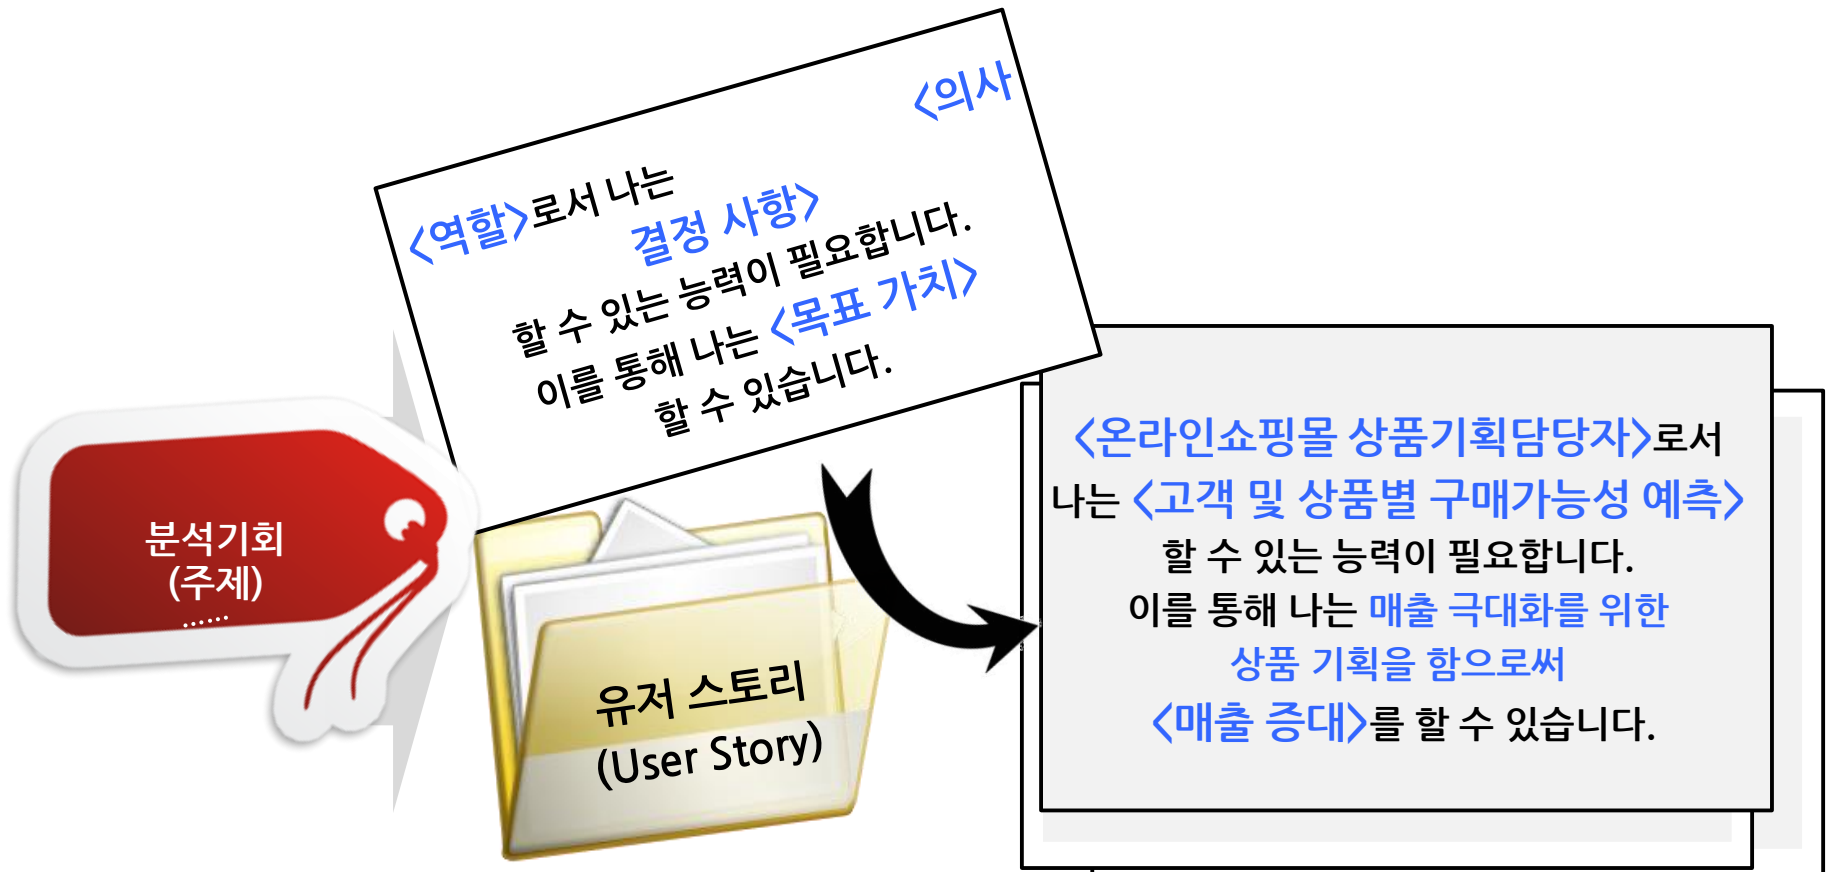 <의사
<역할>로서 나는
결정 사항>
할 수 있는 능력이 필요합니다.
이를 통해 나는 <목표 가치>
할 수 있습니다.
분석기회
(주제)
......
유저 스토리
(User Story)
<온라인쇼핑몰 상품기획담당자>로서
나는 <고객 및 상품별 구매가능성 예측>
할 수 있는 능력이 필요합니다.
이를 통해 나는 매출 극대화를 위한
상품 기획을 함으로써
<매출 증대>를 할 수 있습니다.